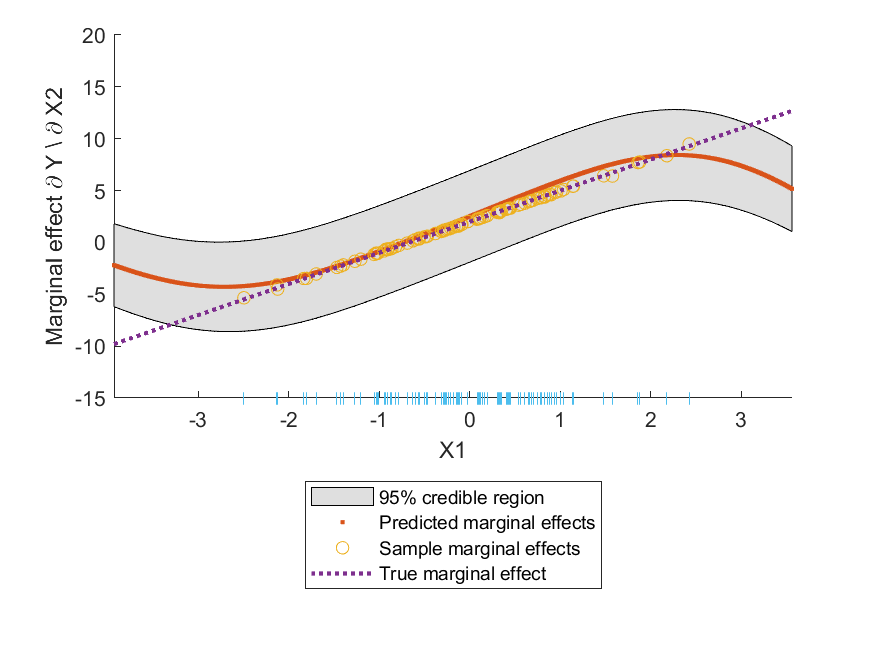 20
15
10
5
0
-5
-10
-15
Marginal effect ∂ Y \ ∂ X2
-3 -2 -1 0 1 2 3
X1
95% credible region
Predicted marginal effects
Sample marginal effects
True marginal effect